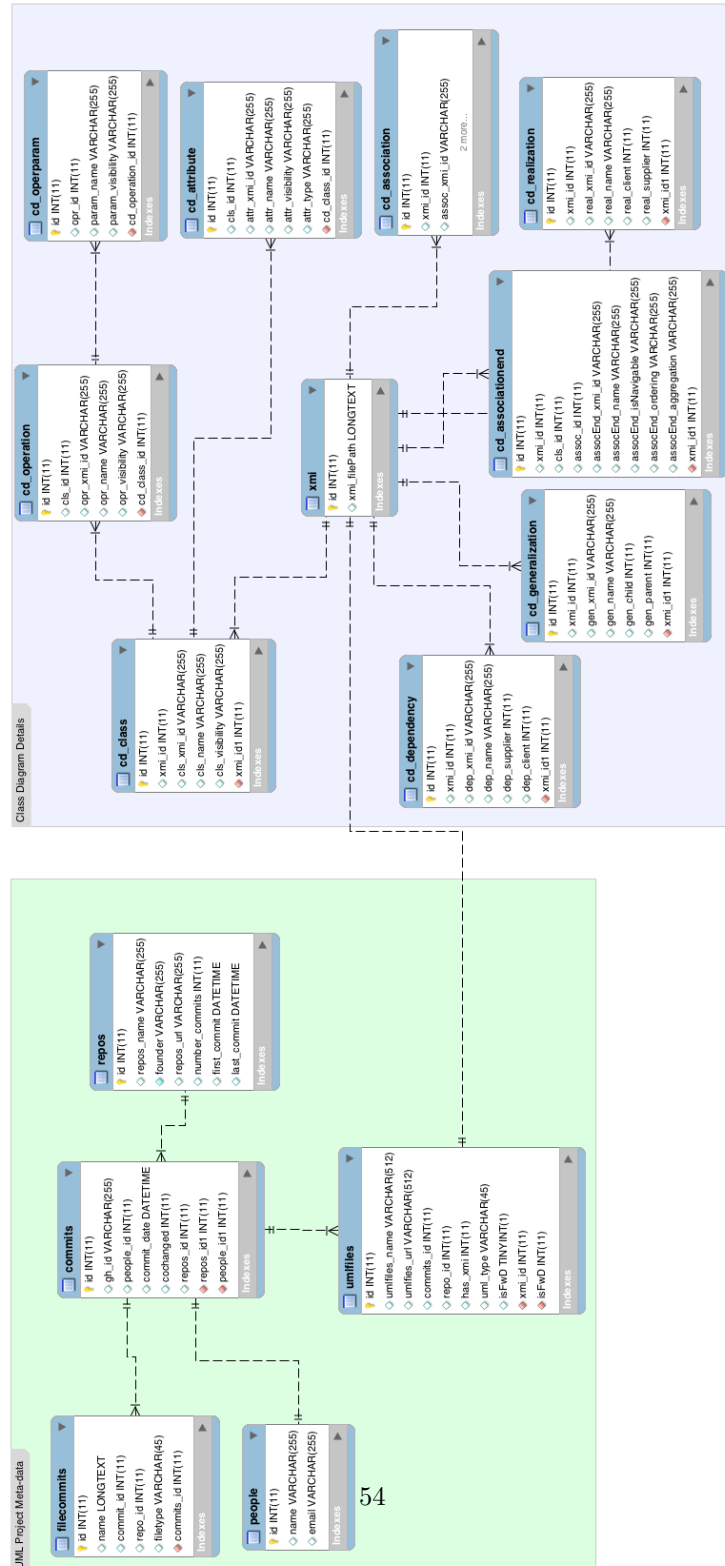 UML Project Meta-data
filecommits
id INT(11)
name LONGTEXT
commit_id INT(11)
repo_id INT(11)
filetype VARCHAR(45)
commits_id INT(11)
Indexes
people
id INT(11)
name VARCHAR(255)
email VARCHAR(255)
Indexes
commits
id INT(11)
gh_id VARCHAR(255)
people_id INT(11)
commit_date DATETIME
cochanged INT(11)
repos_id INT(11)
repos_id1 INT(11)
people_id1 INT(11)
Indexes
umlfiles
id INT(11)
umlfies_name VARCHAR(512)
umlfies_url VARCHAR(512)
commits_id INT(11)
repo_id INT(11)
has_xmi INT(11)
uml_type VARCHAR(45)
isFwD TINY INT(1)
xmi_id INT(11)
isFwD INT(11)
Indexes
repos
id INT(11)
repos_name VARCHAR(255)
founder VARCHAR(255)
repos_url VARCHAR(255)
number_commits INT(11)
first_commit DATETIME
last_commit DATETIME
Indexes
Class Diagram Details
cd_class
id INT(11)
xmi_id INT(11)
cls_xmi_id VARCHAR(255)
cls_name VARCHAR(255)
cls_visibility VARCHAR(255)
xmi_id1 INT(11)
Indexes
cd_dependency
id INT(11)
xmi_id INT(11)
dep_xmi_id VARCHAR(255)
dep_name VARCHAR(255)
dep_supplier INT(11)
dep_client INT(11)
xmi_id1 INT(11)
Indexes
cd_operation
id INT(11)
cls_id INT(11)
opr_xmi_id VARCHAR(255)
opr_name VARCHAR(255)
opr_visibility VARCHAR(255)
cd_class_id INT(11)
Indexes
xmi
id INT(11)
xmi_filePath LONGTEXT
Indexes
cd_generalization
id INT(11)
xmi_id INT(11)
gen_xmi_id VARCHAR(255)
gen_name VARCHAR(255)
gen_child INT(11)
gen_parent INT(11)
xmi_id1 INT(11)
Indexes
cd_associationend
id INT(11)
xmi_id INT(11)
cls_id INT(11)
assoc_id INT(11)
assocEnd_xmi_id VARCHAR(255)
assocEnd_name VARCHAR(255)
assocEnd_isNavigable VARCHAR(255)
assocEnd_ordering VARCHAR(255)
assocEnd_aggregation VARCHAR(255)
xmi_id1 INT(11)
Indexes
cd_operparam
id INT(11)
opr_id INT(11)
param_name VARCHAR(255)
param_visibility VARCHAR(255)
cd_operation_id INT(11)
Indexes
cd_attribute
id INT(11)
cls_id INT(11)
attr_xmi_id VARCHAR(255)
attr_name VARCHAR(255)
attr_visibility VARCHAR(255)
attr_type VARCHAR(255)
cd_class_id INT(11)
Indexes
cd_association
id INT(11)
xmi_id INT(11)
assoc_xmi_id VARCHAR(255)
2 more...
Indexes
cd_realization
id INT(11)
xmi_id INT(11)
real_xmi_id VARCHAR(255)
real_name VARCHAR(255)
real_client INT(11)
real_supplier INT(11)
xmi_id1 INT(11)
Indexes
54